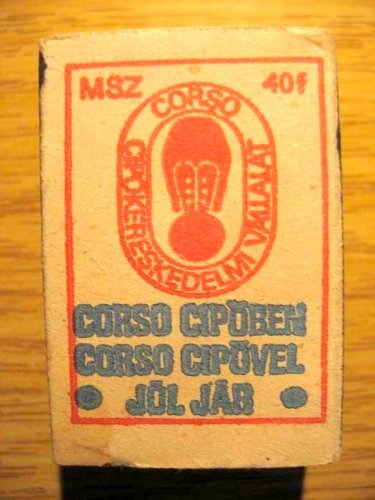 MSZ 40f
CORSO
CIPŐKERESKEDELMI VÁLLALAT
CORSO CIPŐBEN
CORSO CIPŐVEL
JÓL JÁR